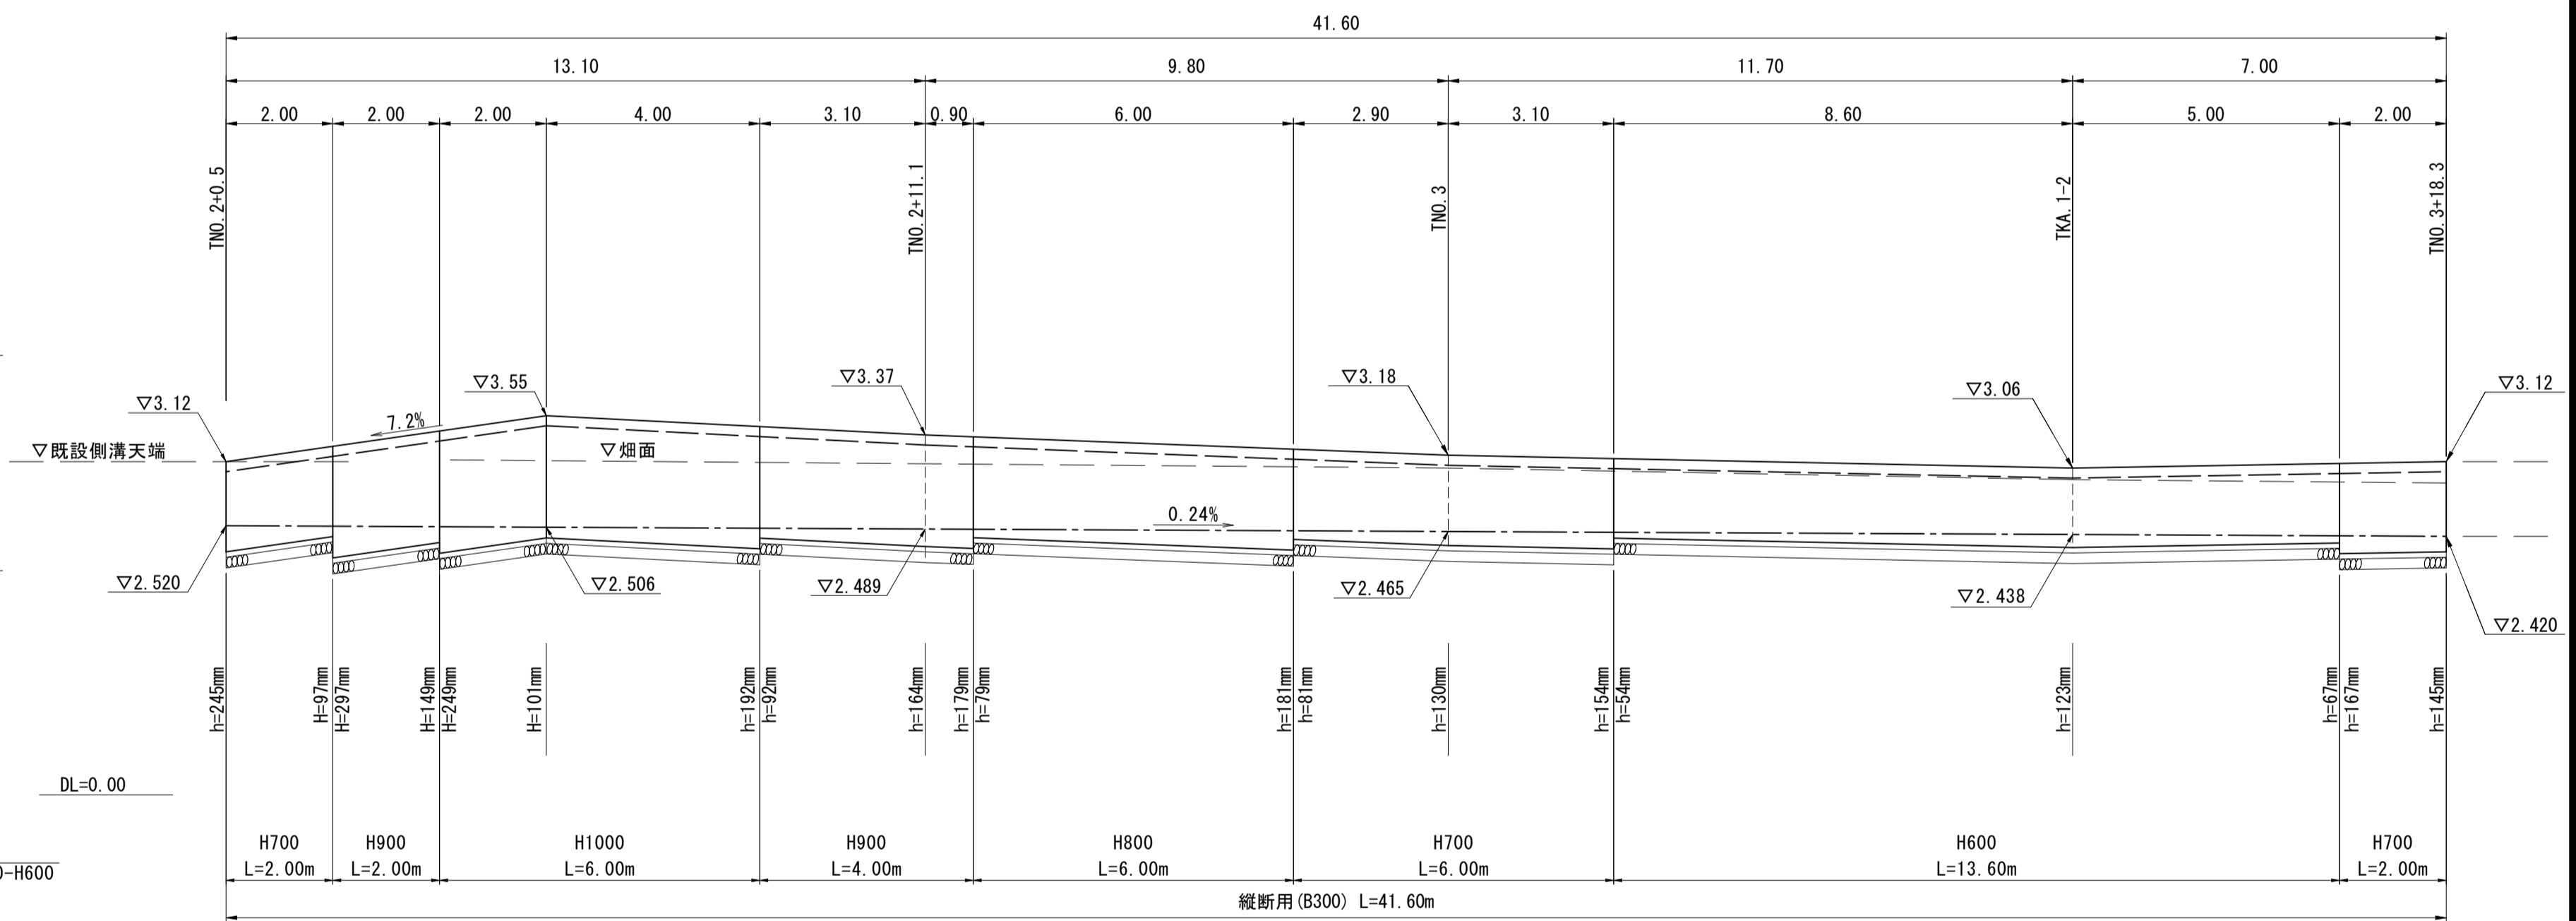 41.60
13.10 9.80 11.70 7.00
2.00 2.00 2.00 4.00 3.10 0.90 6.00 2.90 3.10 8.60 5.00 2.00
TNO.2+0.5
TNO.2+11.1
TNO.3
TKA.1-2
TNO.3+18.3
▽3.12
▽3.55
▽3.37
▽3.18
▽3.06
▽3.12
7.2%
▽既設側溝天端
▽畑面
0.24%
▽2.520
▽2.506
▽2.489
▽2.465
▽2.438
▽2.420
h=245mm
H=97mm
H=297mm
H=149mm
H=249mm
H=101mm
h=192mm
h=92mm
h=164mm
h=179mm
h=79mm
h=181mm
h=81mm
h=130mm
h=154mm
h=54mm
h=123mm
h=67mm
h=167mm
h=145mm
DL=0.00
H700 H900 H1000 H900 H800 H700 H600 H700
L=2.00m L=2.00m L=6.00m L=4.00m L=6.00m L=6.00m L=13.60m L=2.00m
-H600
縦断用(B300) L=41.60m